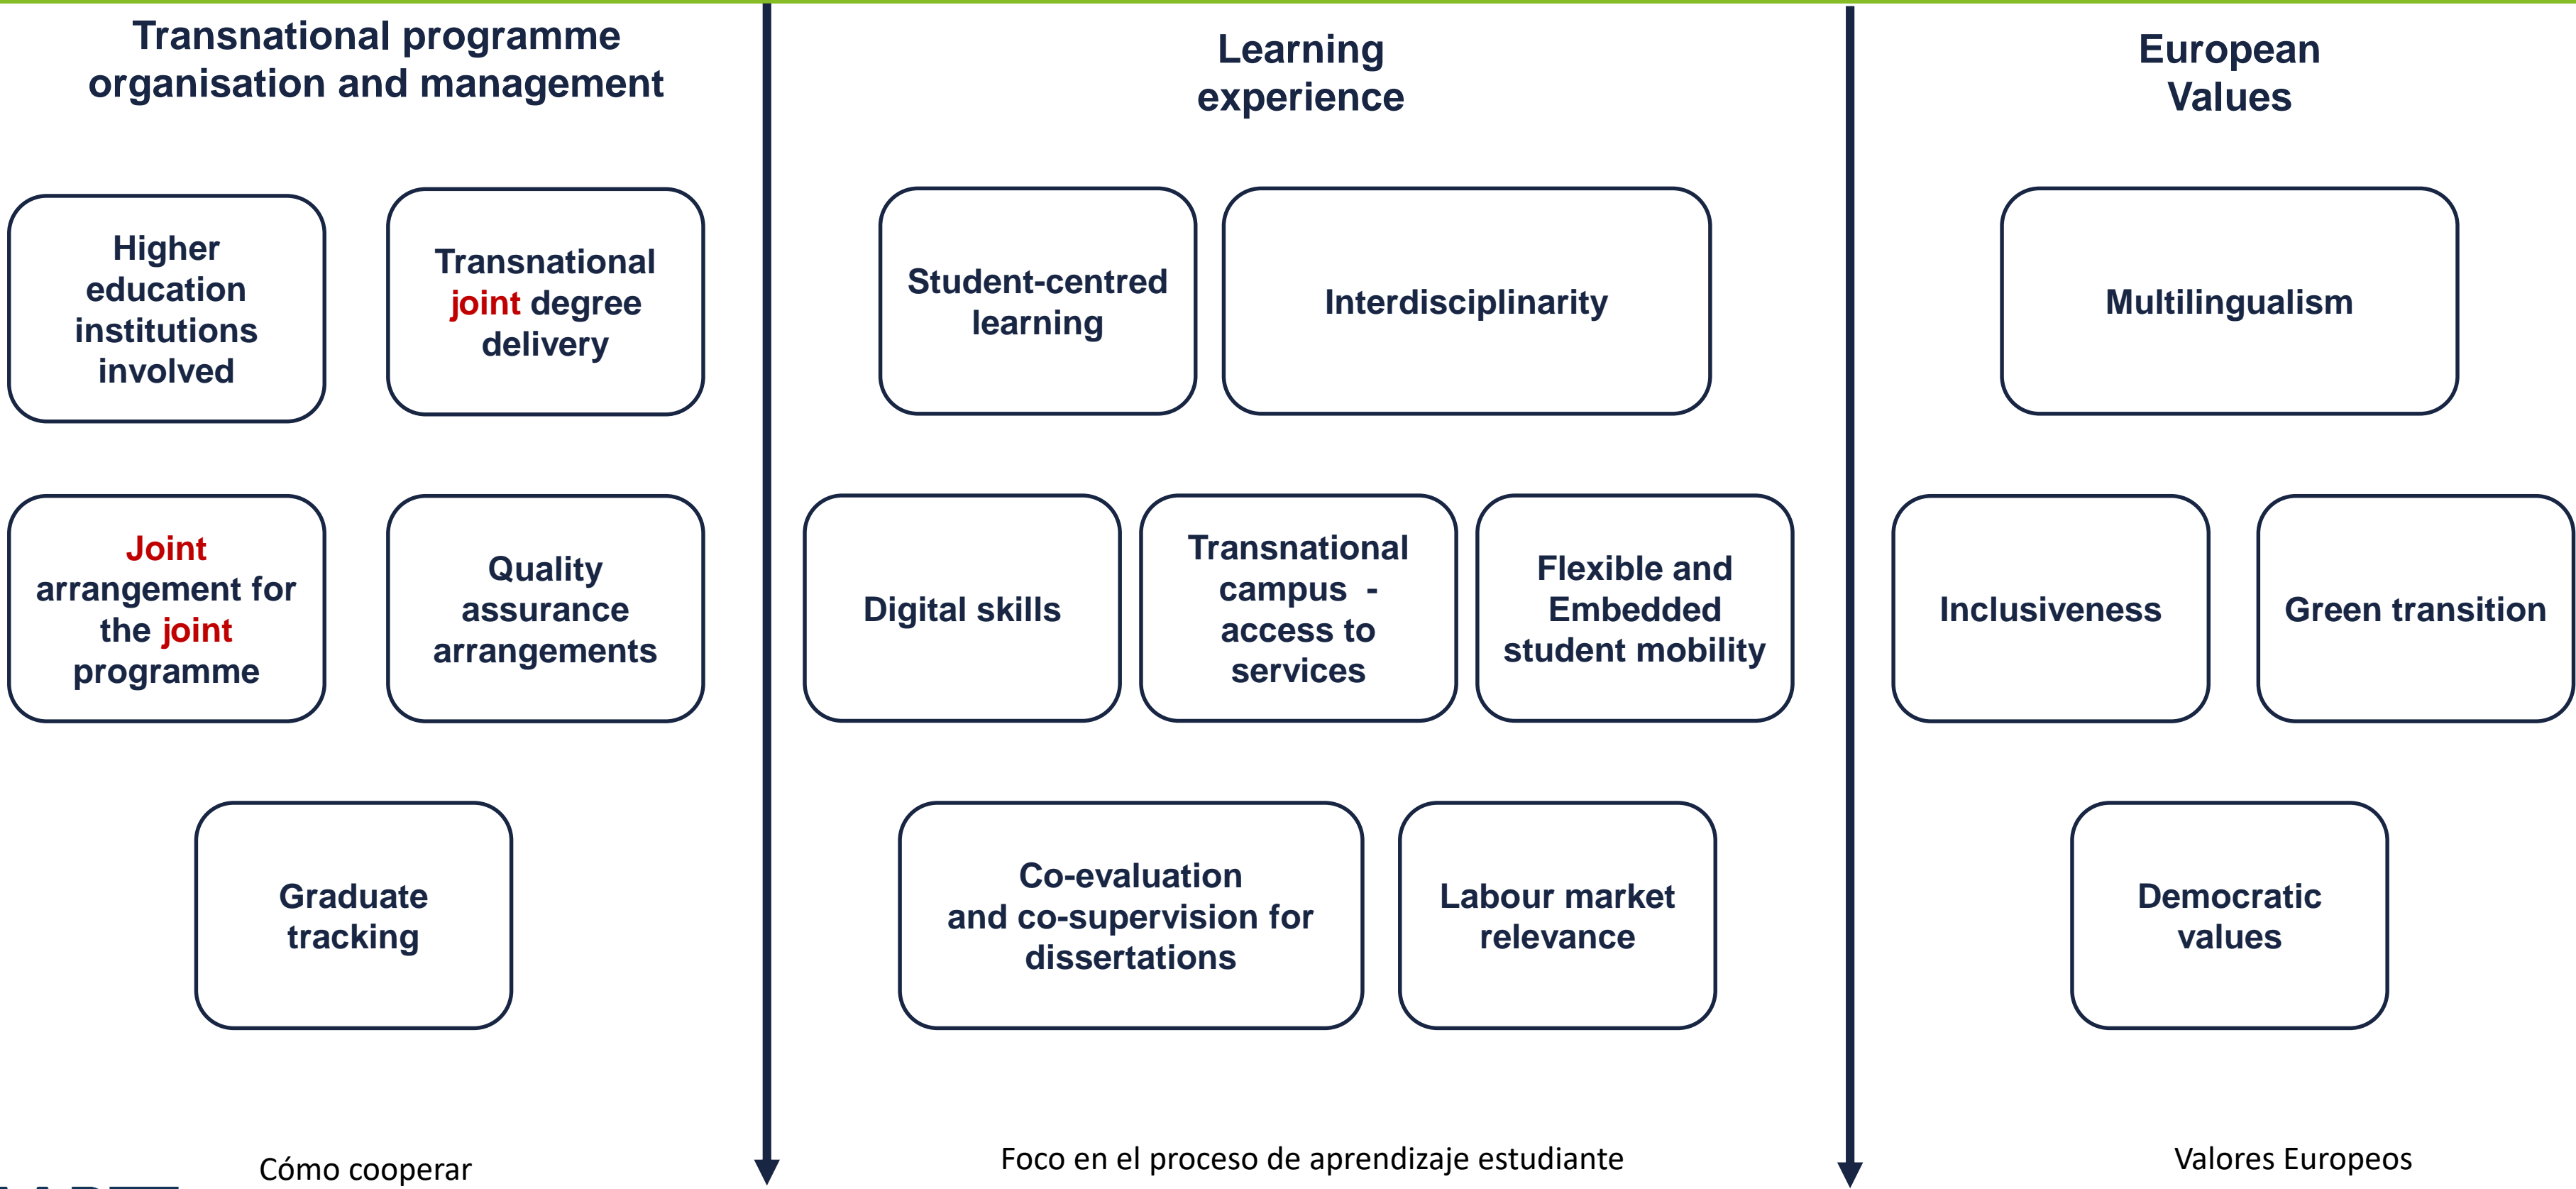 Transnational programme
organisation and management
Higher
education
institutions
involved
Transnational
joint degree
delivery
Joint
arrangement for
the joint
programme
Quality
assurance
arrangements
Graduate
tracking
Cómo cooperar
Learning
experience
Student-centred
learning
Interdisciplinarity
Digital skills
Transnational
campus  -
access to
services
Flexible and
Embedded
student mobility
Co-evaluation
and co-supervision for
dissertations
Labour market
relevance
Foco en el proceso de aprendizaje estudiante
European
Values
Multilingualism
Inclusiveness
Green transition
Democratic
values
Valores Europeos